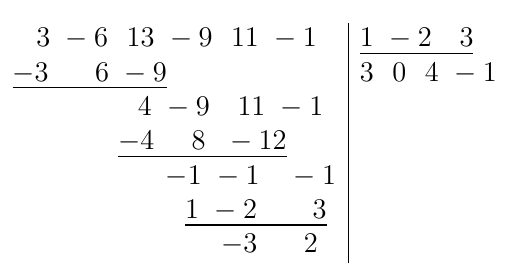 3 − 6 13 − 9 11 − 1 1 − 2 3
−3 6 − 9 3 0 4 − 1
4 − 9 11 − 1
−4 8 − 12
−1 − 1 − 1
1 − 2 3
−3 2